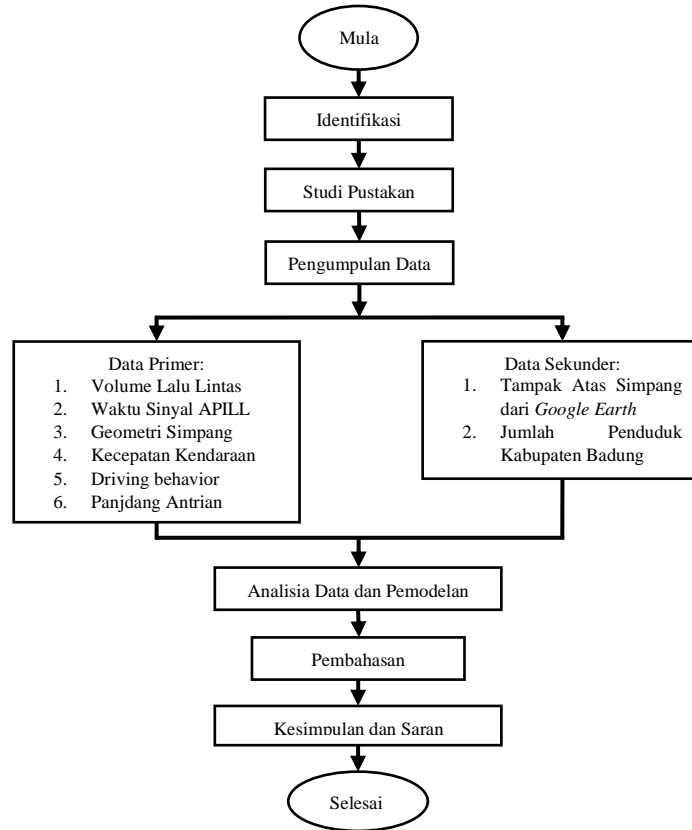 Mula
Identifikasi
Studi Pustakan
Pengumpulan Data
Data Primer:
1. Volume Lalu Lintas
2. Waktu Sinyal APILL
3. Geometri Simpang
4. Kecepatan Kendaraan
5. Driving behavior
6. Panjdang Antrian
Data Sekunder:
1. Tampak Atas Simpang
dari Google Earth
2. Jumlah Penduduk
Kabupaten Badung
Analisia Data dan Pemodelan
Pembahasan
Kesimpulan dan Saran
Selesai